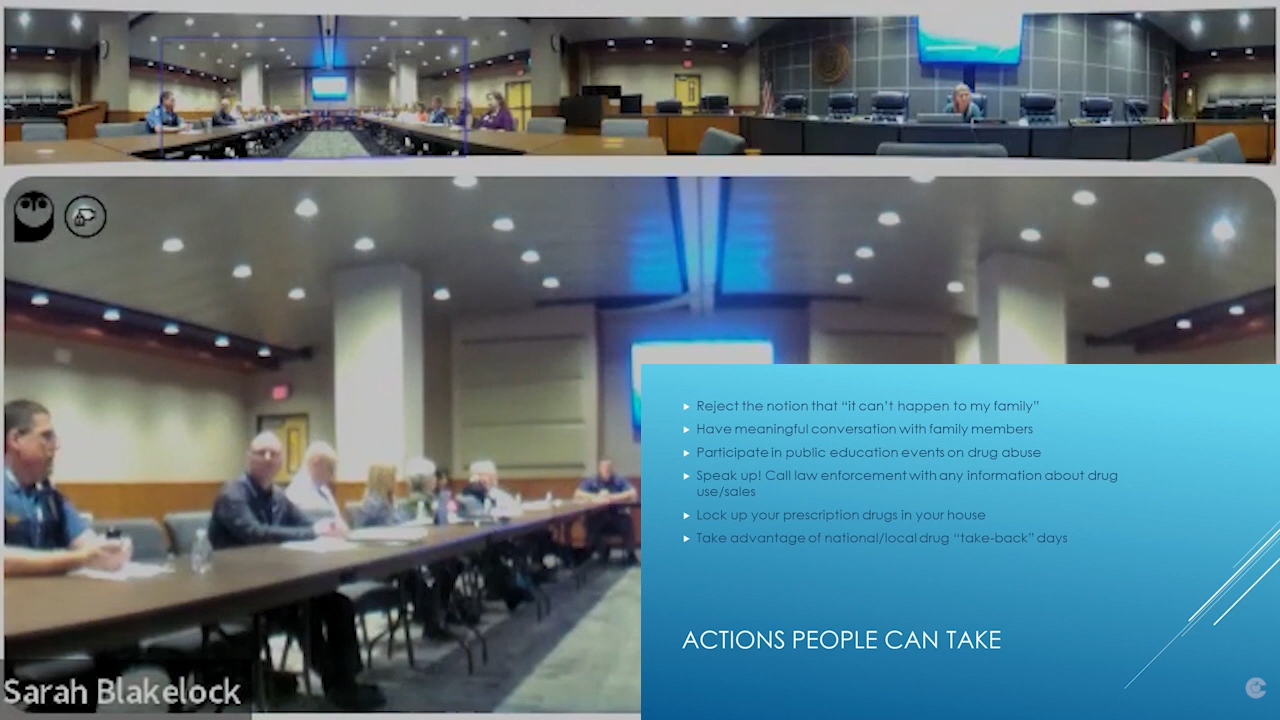 Reject the notion that “it can’t happen to my family”
Have meaningful conversation with family members
Participate in public education events on drug abuse
Speak up! Call law enforcement with any information about drug
use/sales
Lock up your prescription drugs in your house
Take advantage of national/local drug “take-back” days
ACTIONS PEOPLE CAN TAKE
Sarah Blakelock